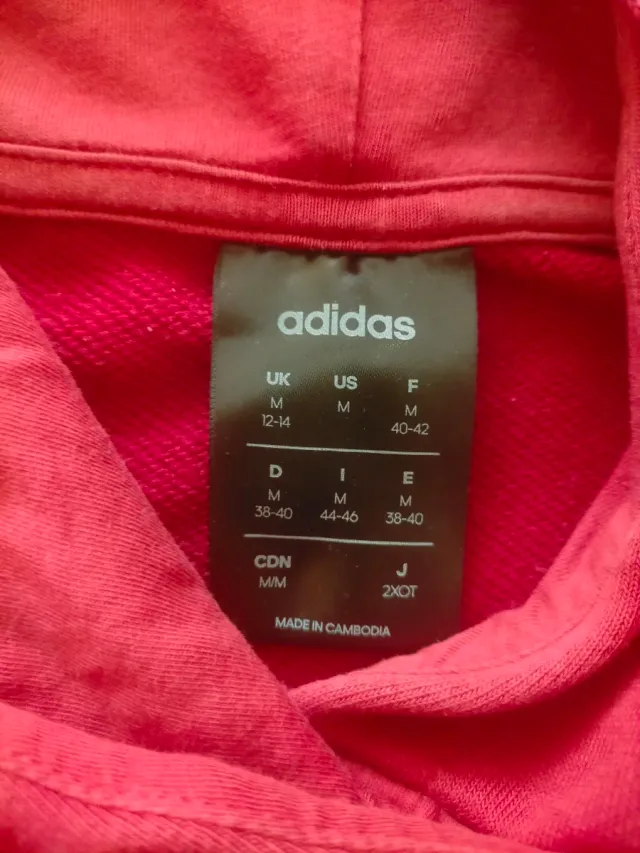 adidas
UK US F
M M M
12-14 40-42
D I E
M M M
38-40 44-46 38-40
CDN J
M/M 2XOT
MADE IN CAMBODIA